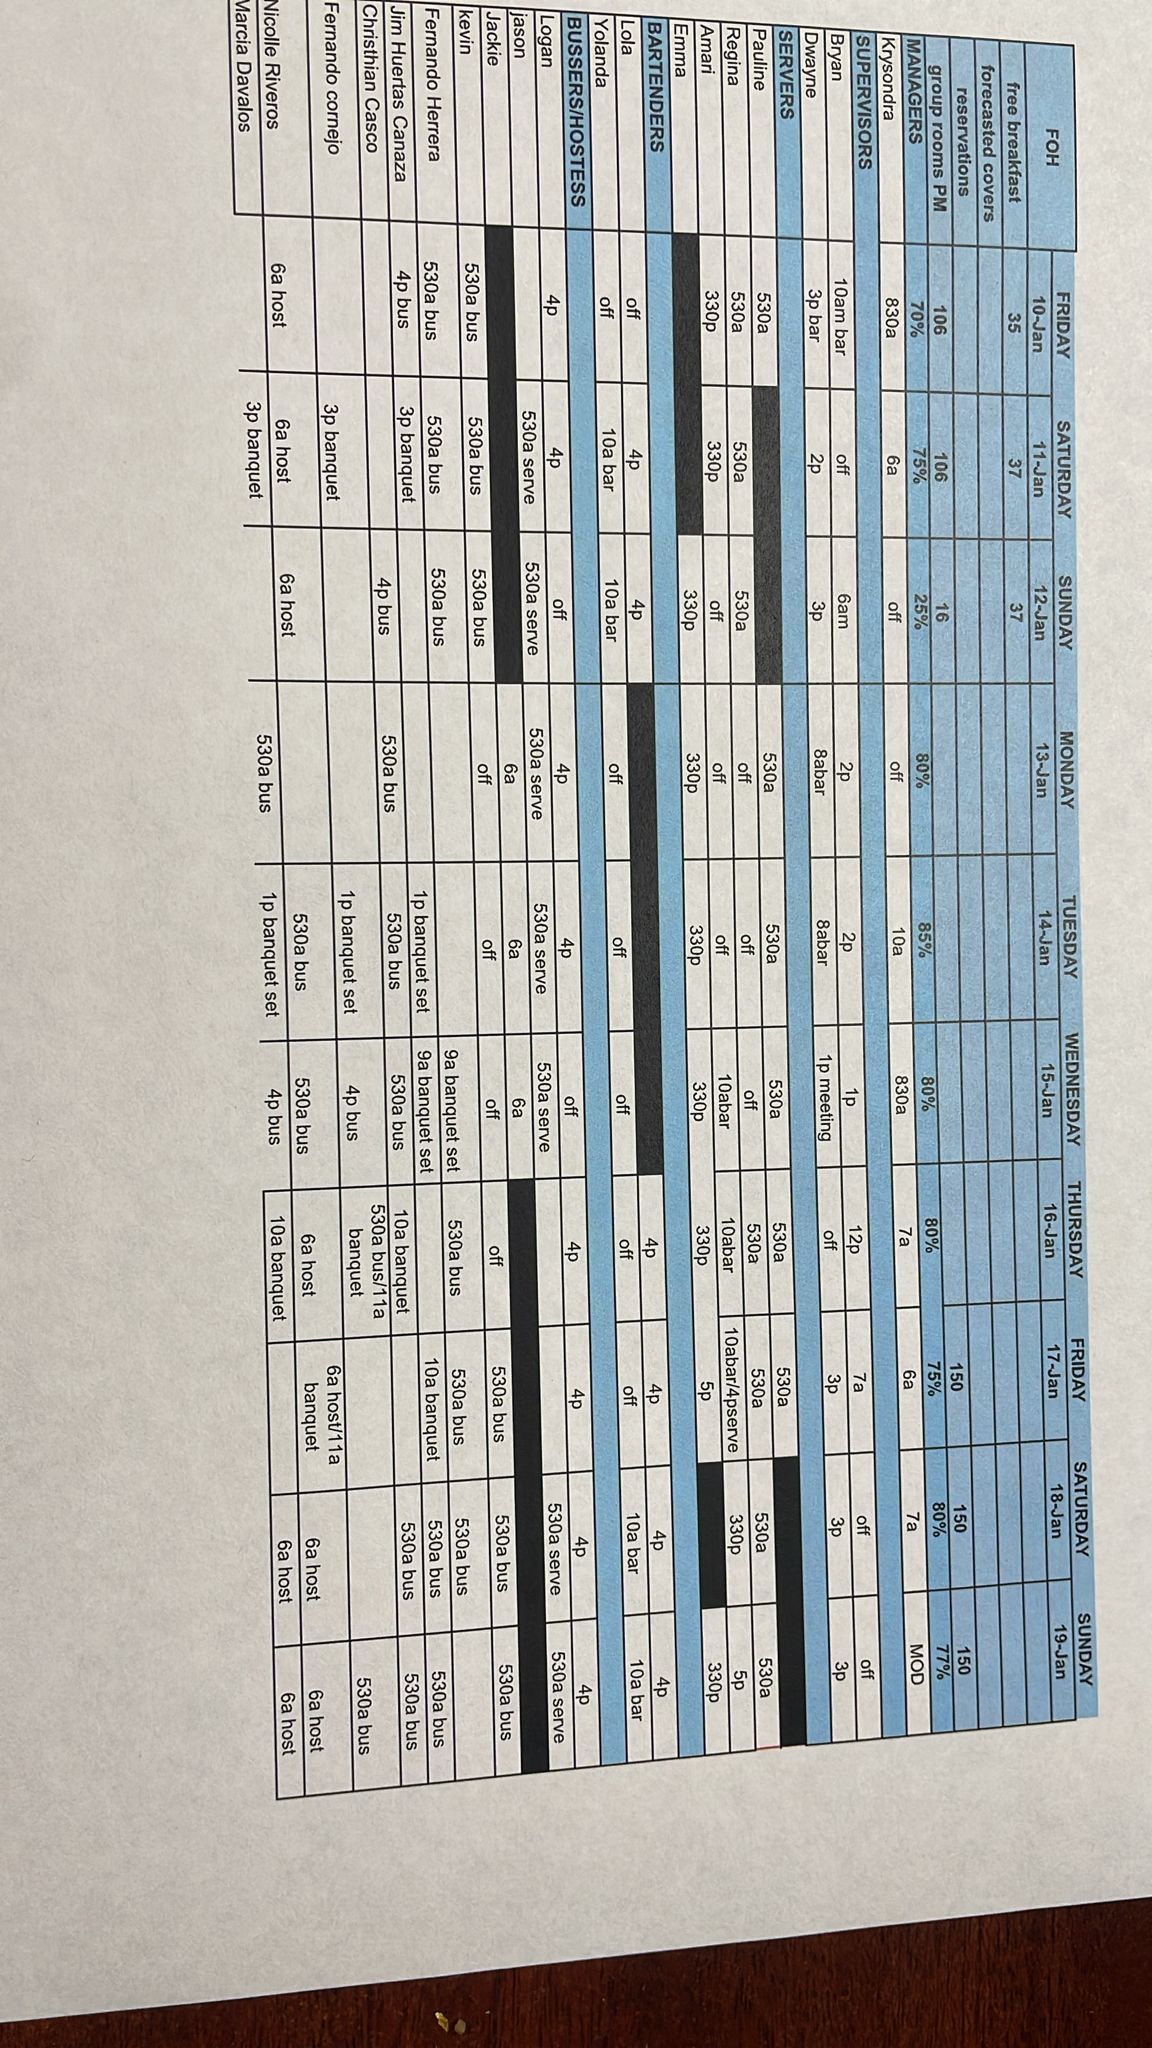 FOH FRIDAY SATURDAY SUNDAY MONDAY TUESDAY WEDNESDAY THURSDAY FRIDAY SATURDAY SUNDAY
10-Jan 11-Jan 12-Jan 13-Jan 14-Jan 15-Jan 16-Jan 17-Jan 18-Jan 19-Jan
free breakfast 35 37 37
forecasted covers
reservations 150 150 150
group rooms PM 106 106 16
MANAGERS 70% 75% 25% 80% 85% 80% 80% 75% 80% 77%
Krysondra 830a 6a off off 10a 830a 7a 6a 7a MOD
SUPERVISORS
Bryan 10am bar off 6am 2p 2p 1p 12p 7a off off
Dwayne 3p bar 2p 3p 8abar 8abar 1p meeting off 3p 3p 3p
SERVERS
Pauline 530a 530a 530a 530a 530a 530a
Regina 530a 530a 530a off off off 530a 530a 530a 530a
Amari 330p 330p off off off 10abar 10abar 10abar/4pserve 330p 5p
Emma 330p 330p 330p 330p 330p 5p 330p
BARTENDERS
Lola off 4p 4p 4p 4p 4p 4p
Yolanda off 10a bar 10a bar off off off off off 10a bar 10a bar
BUSSERS/HOSTESS
Logan 4p 4p off 4p 4p off 4p 4p 4p 4p
jason 530a serve 530a serve 530a serve 530a serve 530a serve 530a serve 530a serve
Jackie 6a 6a 6a
kevin 530a bus 530a bus 530a bus off off off off 530a bus 530a bus 530a bus
Fernando Herrera 530a bus 530a bus 530a bus 9a banquet set 530a bus 530a bus 530a bus
Jim Huertas Canaza 4p bus 3p banquet 1p banquet set 9a banquet set 10a banquet 530a bus 530a bus
Christhian Casco 4p bus 530a bus 530a bus 530a bus 10a banquet 530a bus 530a bus
Fernando cornejo 3p banquet 1p banquet set 4p bus 530a bus/11a
banquet 530a bus
Nicolle Riveros 6a host 6a host 6a host 530a bus 530a bus 6a host 6a host/11a
banquet 6a host 6a host
Marcia Davalos 3p banquet 530a bus 1p banquet set 4p bus 10a banquet 6a host 6a host